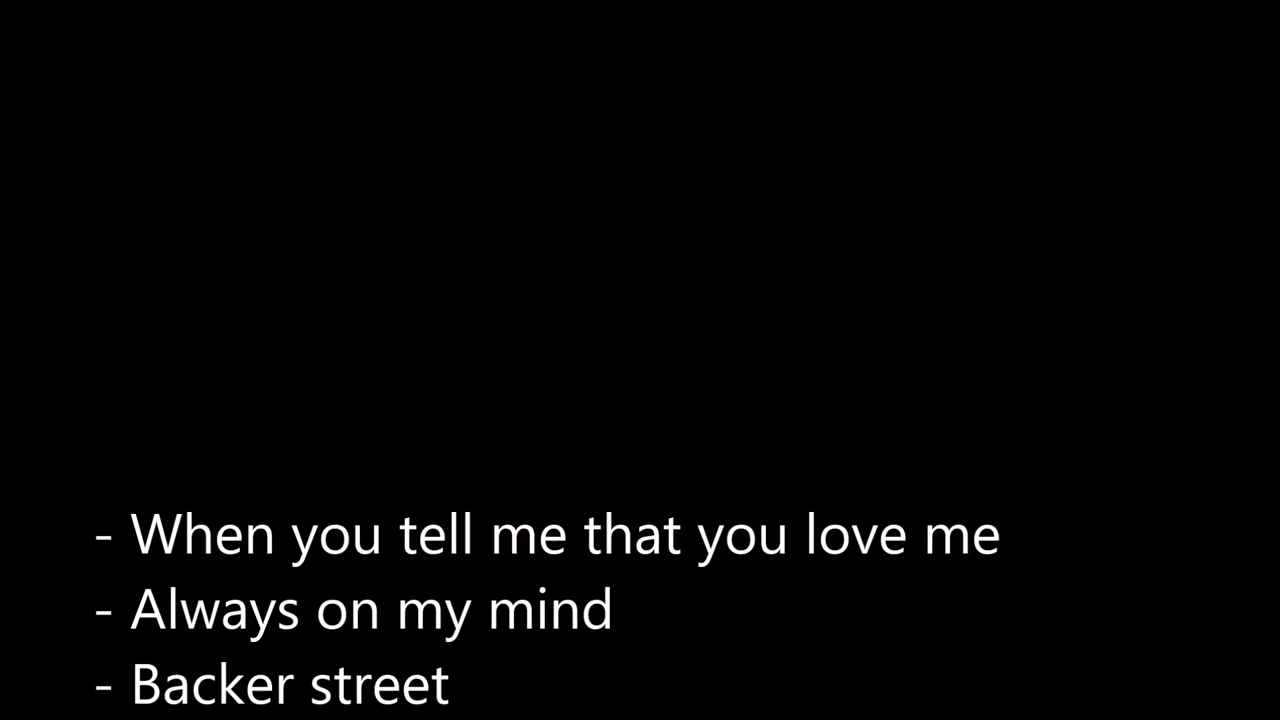 - When you tell me that you love me
- Always on my mind
- Backer street